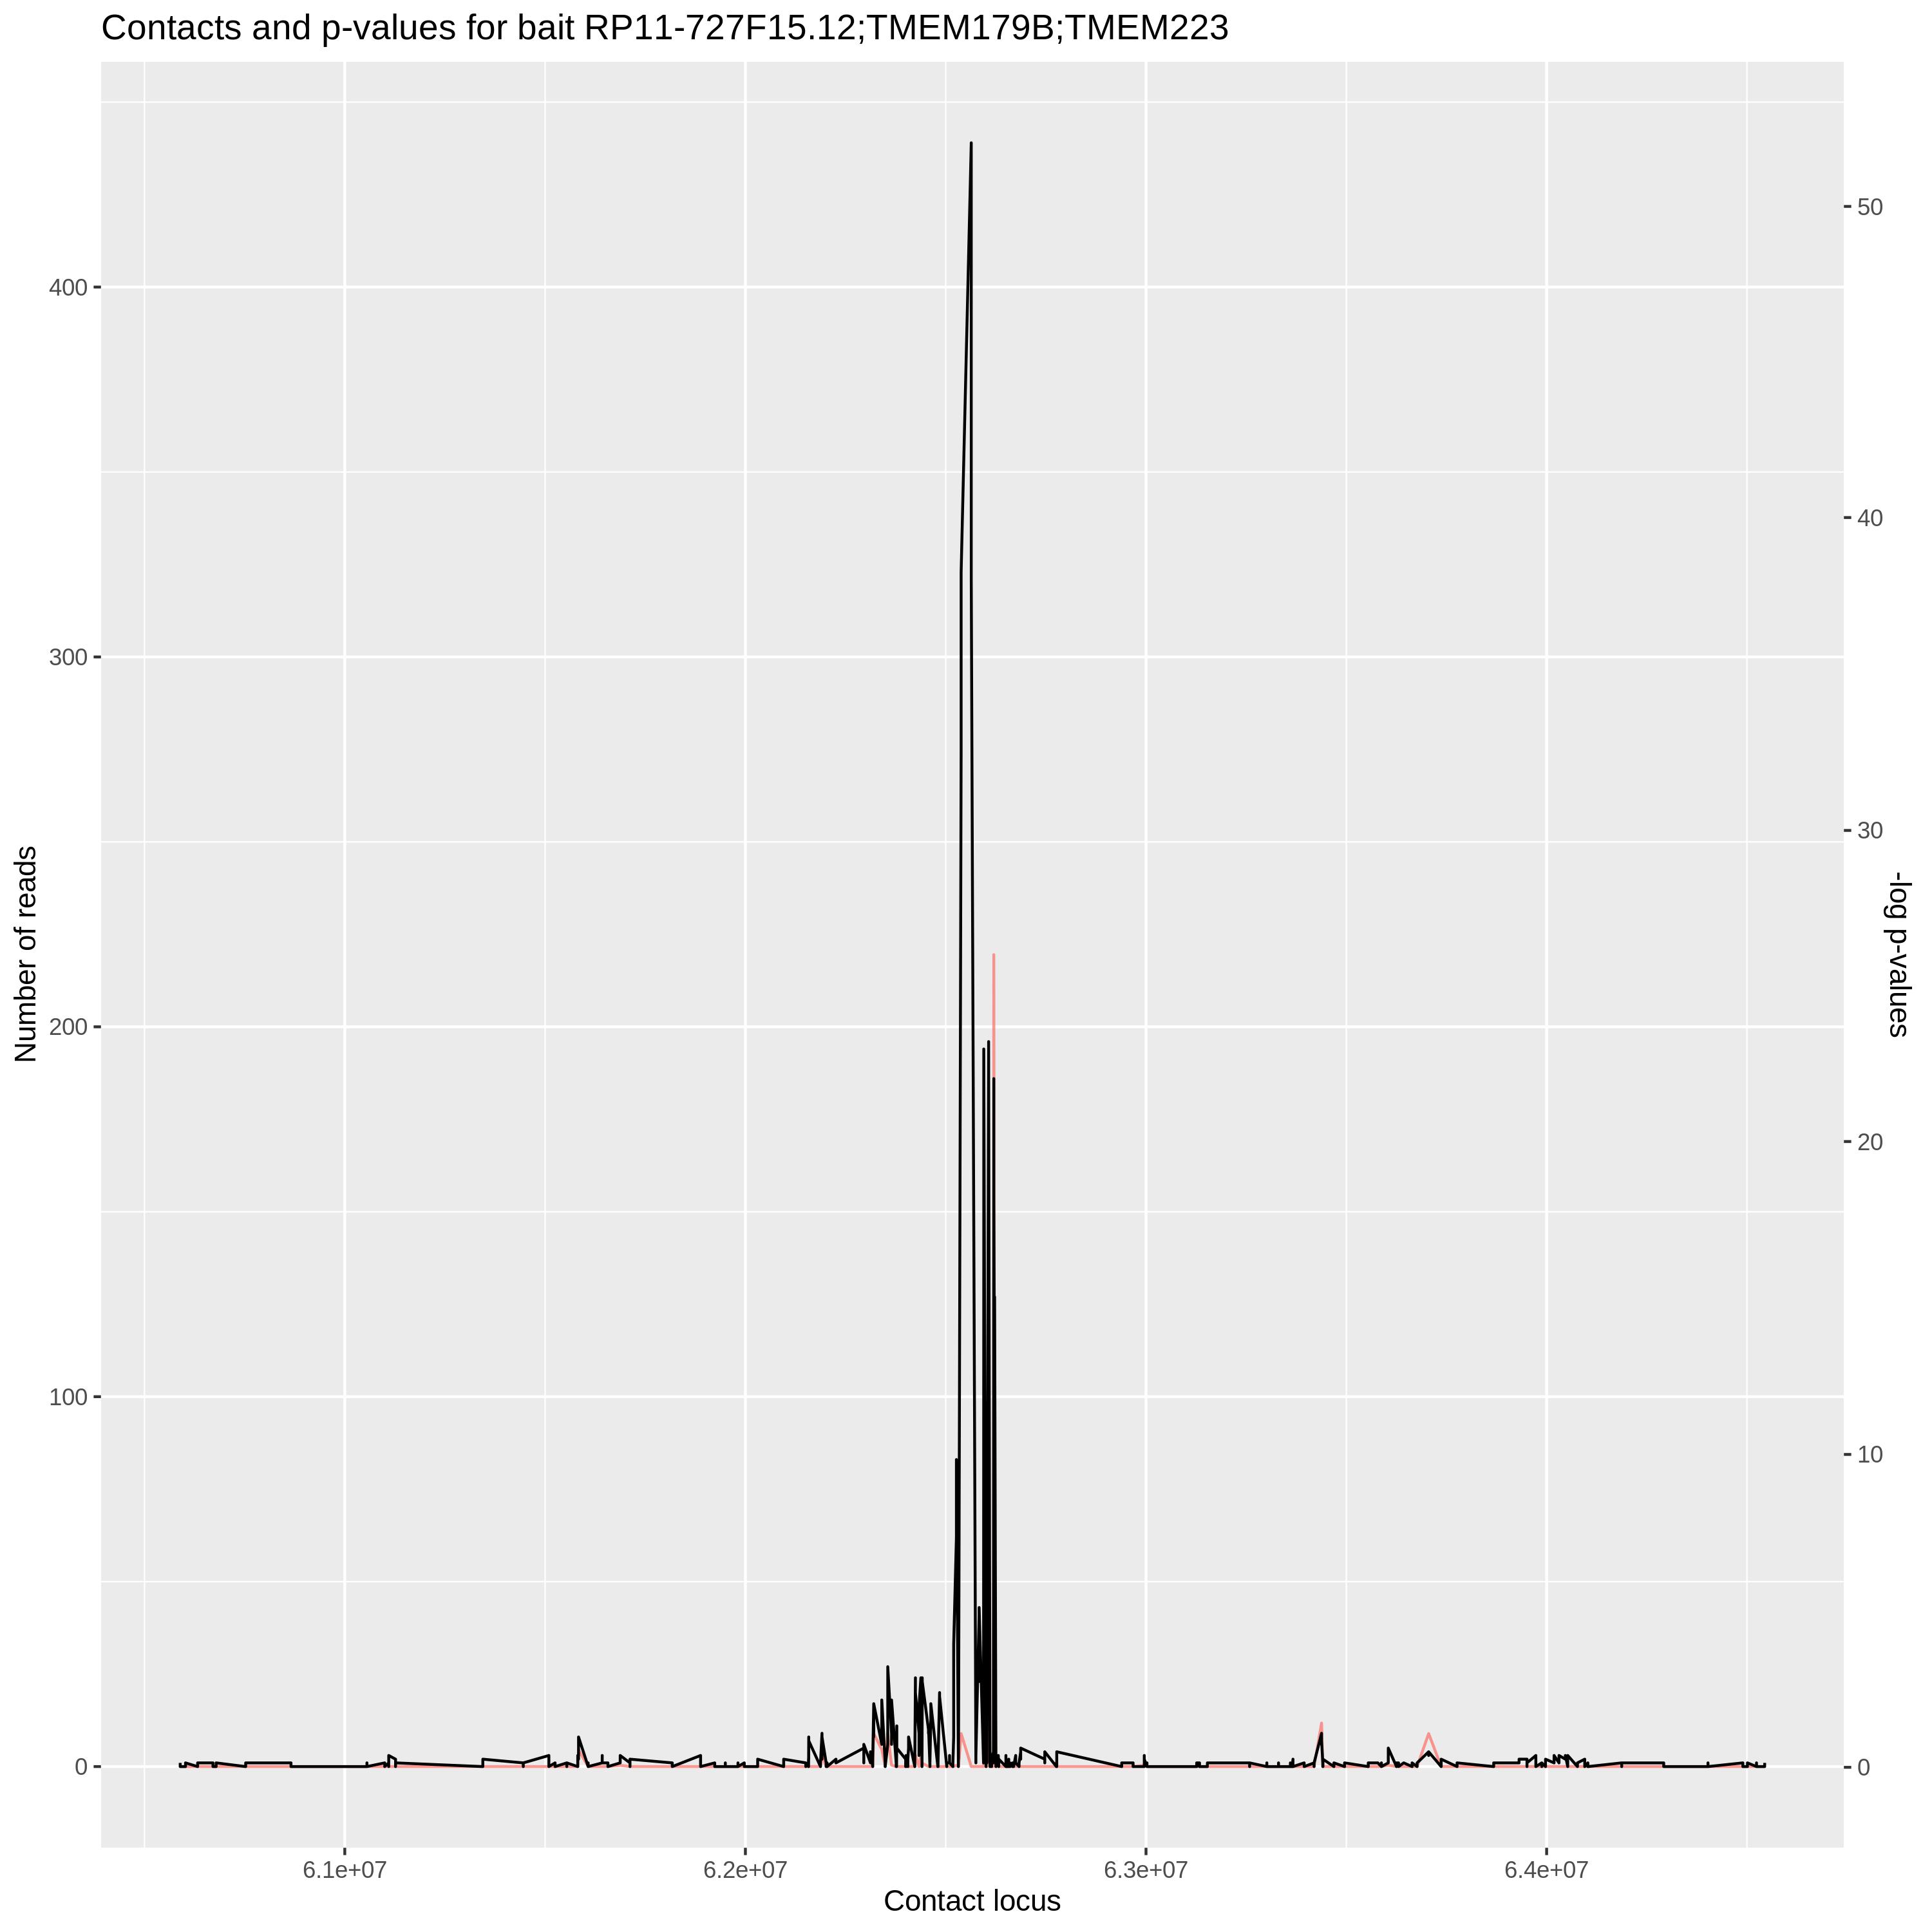 Contacts and p-values for bait RP11-727F15.12;TMEM179B;TMEM223
Number of reads
400
300
200
100
0
50
40
30
20
10
0
-log p-values
6.1e+07
6.2e+07
6.3e+07
6.4e+07
Contact locus